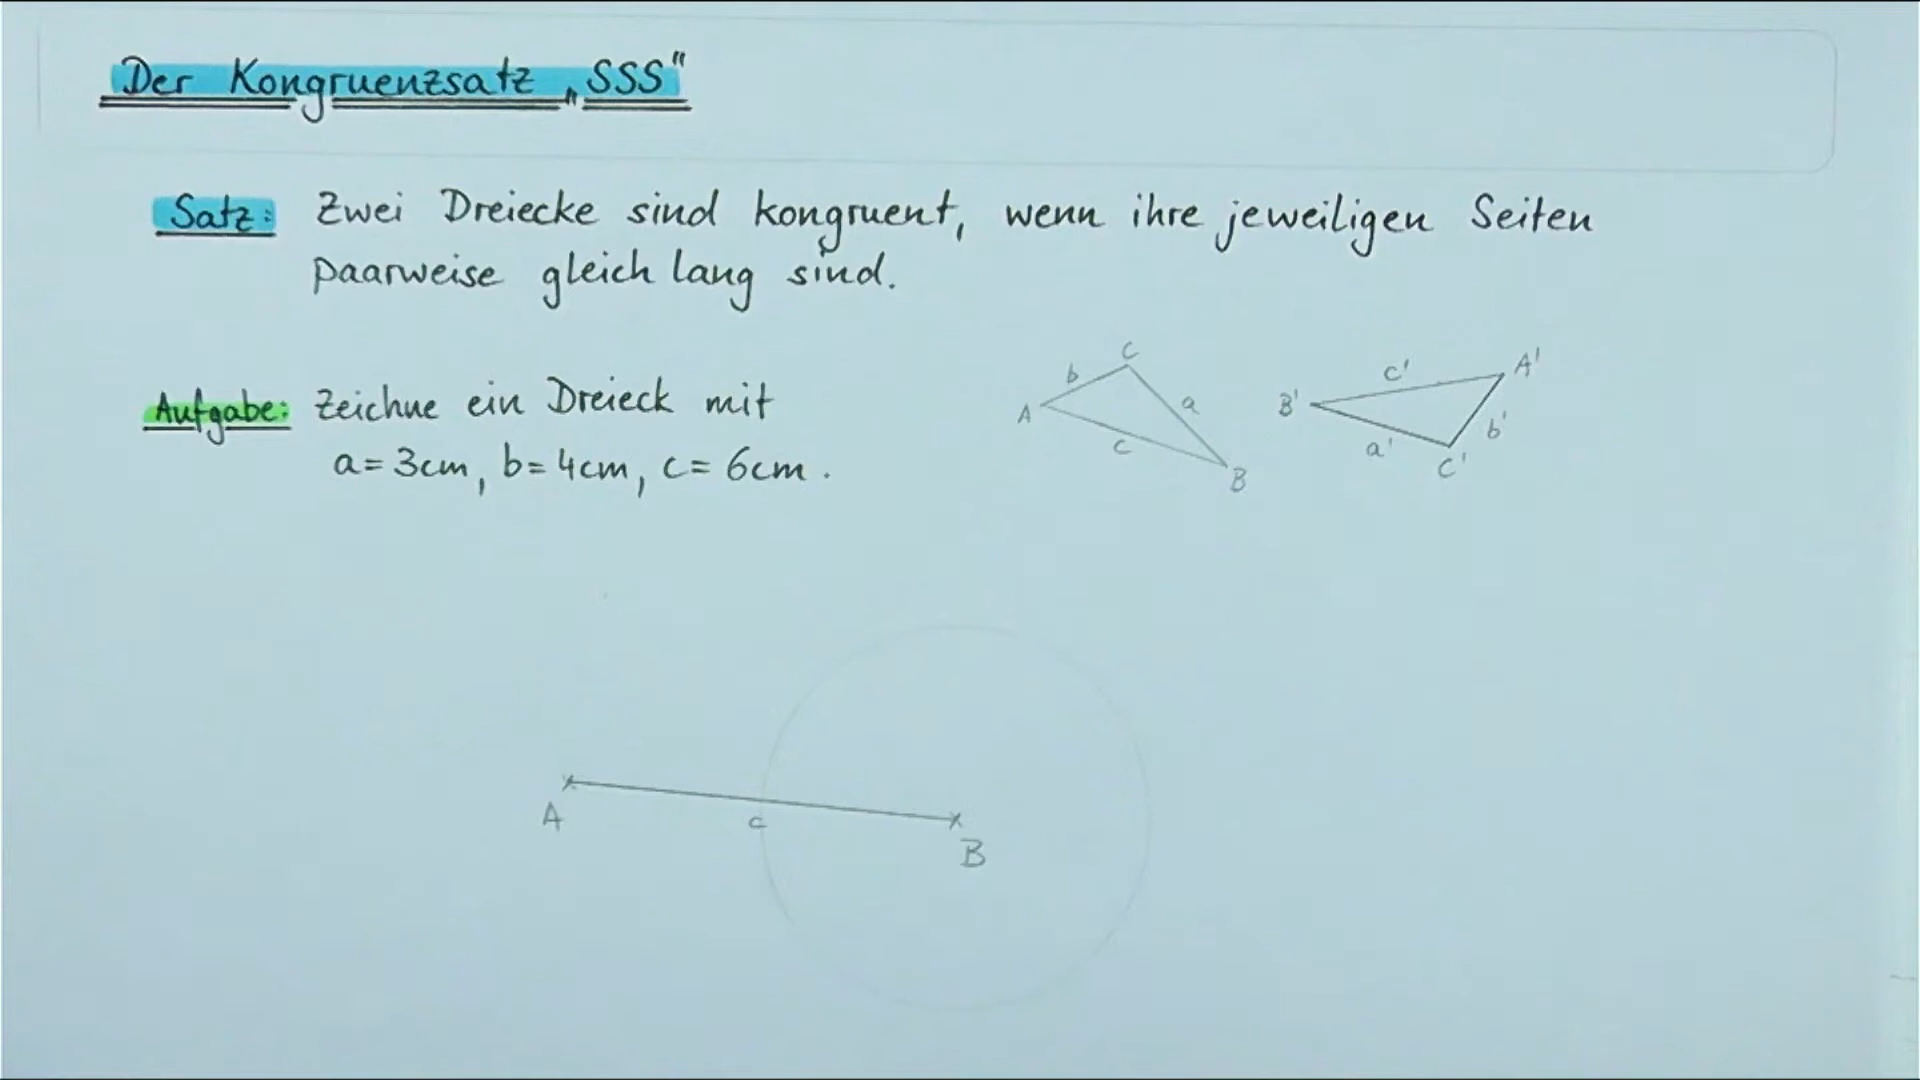 Der Kongruenzsatz „SSS“
Satz: Zwei Dreiecke sind kongruent, wenn ihre jeweiligen Seiten
paarweise gleich lang sind.
Aufgabe: Zeichne ein Dreieck mit
a = 3cm, b = 4cm, c = 6cm.
C
b
A
a
c
B
A'
c'
B'
b'
a'
C'
A
c
B